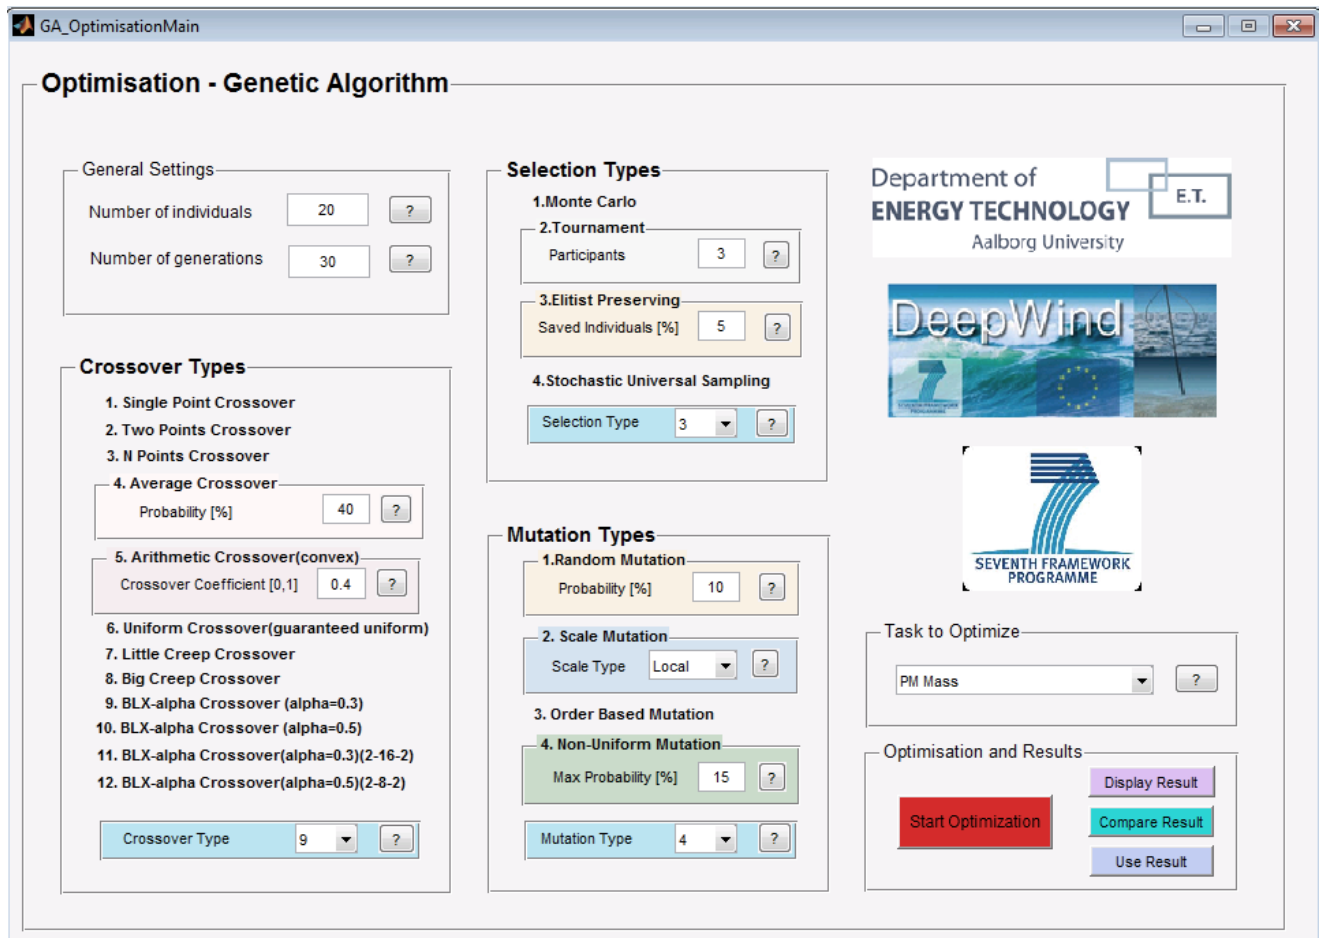 GA_OptimisationMain
Optimisation - Genetic Algorithm
General Settings
Number of individuals 20 ?
Number of generations 30 ?
Crossover Types
1. Single Point Crossover
2. Two Points Crossover
3. N Points Crossover
4. Average Crossover
Probability [%] 40 ?
5. Arithmetic Crossover(convex)
Crossover Coefficient [0,1] 0.4 ?
6. Uniform Crossover(guaranteed uniform)
7. Little Creep Crossover
8. Big Creep Crossover
9. BLX-alpha Crossover (alpha=0.3)
10. BLX-alpha Crossover (alpha=0.5)
11. BLX-alpha Crossover(alpha=0.3)(2-16-2)
12. BLX-alpha Crossover(alpha=0.5)(2-8-2)
Crossover Type 9 ?
Selection Types
1.Monte Carlo
2.Tournament
Participants 3 ?
3.Elitist Preserving
Saved Individuals [%] 5 ?
4.Stochastic Universal Sampling
Selection Type 3 ?
Mutation Types
1.Random Mutation
Probability [%] 10 ?
2. Scale Mutation
Scale Type Local ?
3. Order Based Mutation
4. Non-Uniform Mutation
Max Probability [%] 15 ?
Mutation Type 4 ?
Department of
ENERGY TECHNOLOGY
Aalborg University
E.T.
DeepWind
SEVENTH FRAMEWORK
PROGRAMME
SEVENTH FRAMEWORK
PROGRAMME
Task to Optimize
PM Mass ?
Optimisation and Results
Start Optimization
Display Result
Compare Result
Use Result